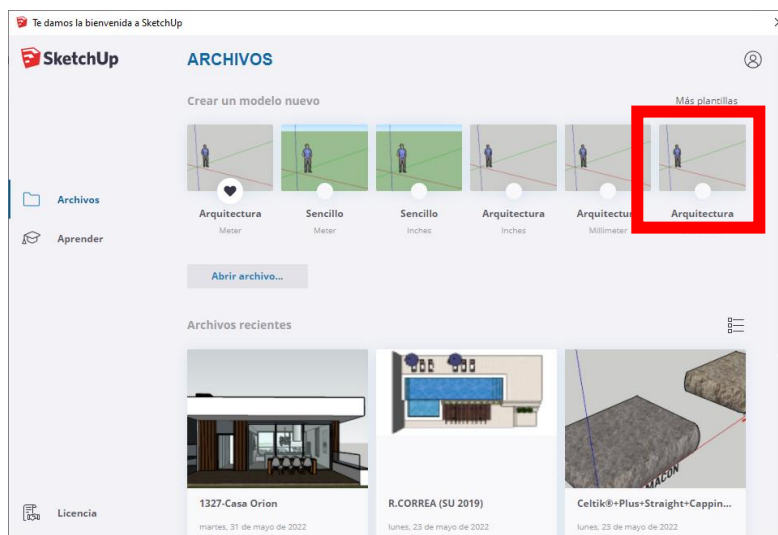 Te damos la bienvenida a SketchUp
SketchUp
ARCHIVOS
Crear un modelo nuevo
Más plantillas
Archivos
Aprender
Arquitectura
Meter
Sencillo
Meter
Sencillo
Inches
Arquitectura
Inches
Arquitectura
Millimeter
Arquitectura
Abrir archivo...
Archivos recientes
MACON
1327-Casa Orion
martes, 31 de mayo de 2022
R.CORREA (SU 2019)
lunes, 23 de mayo de 2022
Celtik®+Plus+Straight+Cappin...
lunes, 23 de mayo de 2022
Licencia